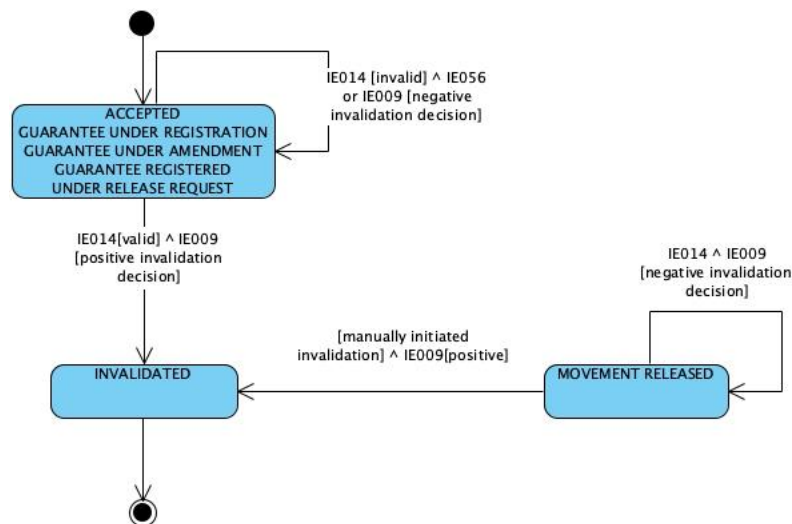 IE014 [invalid] ^ IE056
or IE009 [negative
invalidation decision]
ACCEPTED
GUARANTEE UNDER REGISTRATION
GUARANTEE UNDER AMENDMENT
GUARANTEE REGISTERED
UNDER RELEASE REQUEST
IE014[valid] ^ IE009
[positive invalidation
decision]
IE014 ^ IE009
[negative invalidation
decision]
[manually initiated
invalidation] ^ IE009[positive]
INVALIDATED
MOVEMENT RELEASED